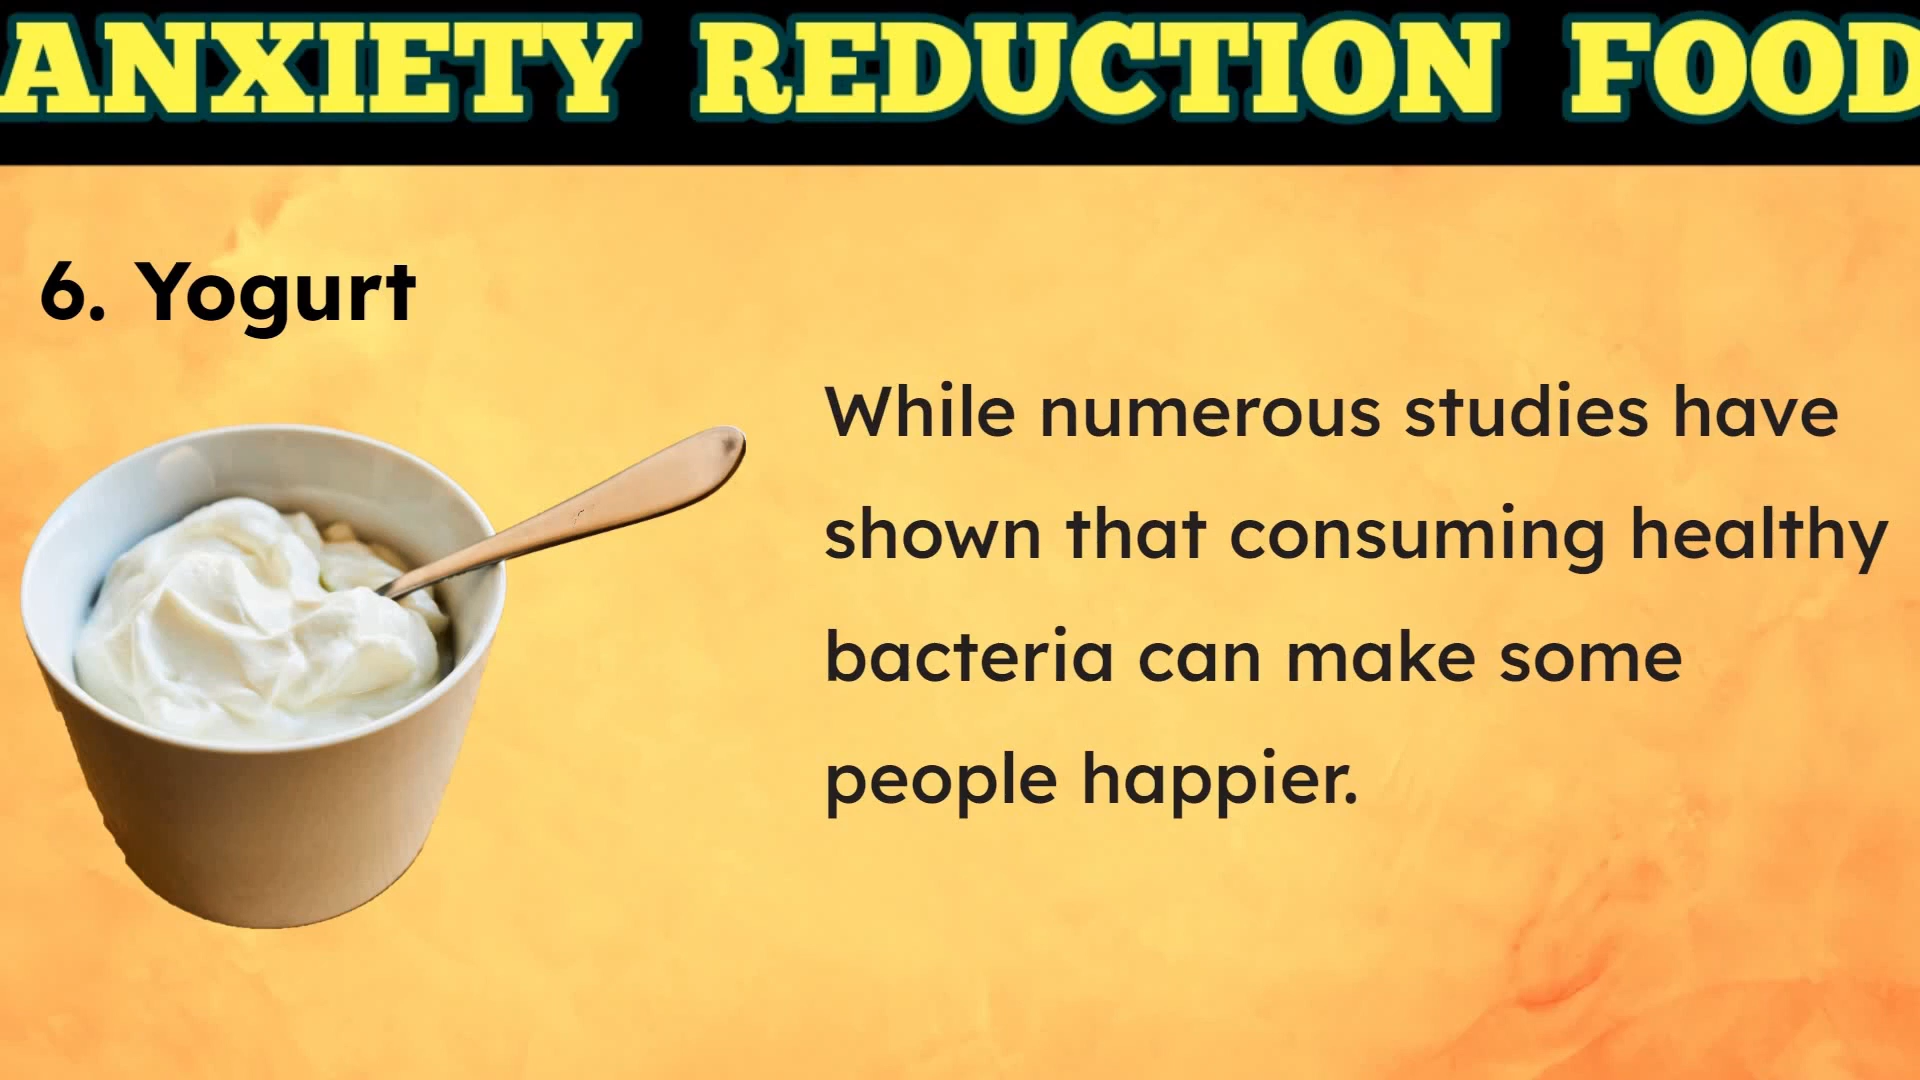 ANXIETY REDUCTION FOOD
6. Yogurt
While numerous studies have
shown that consuming healthy
bacteria can make some
people happier.